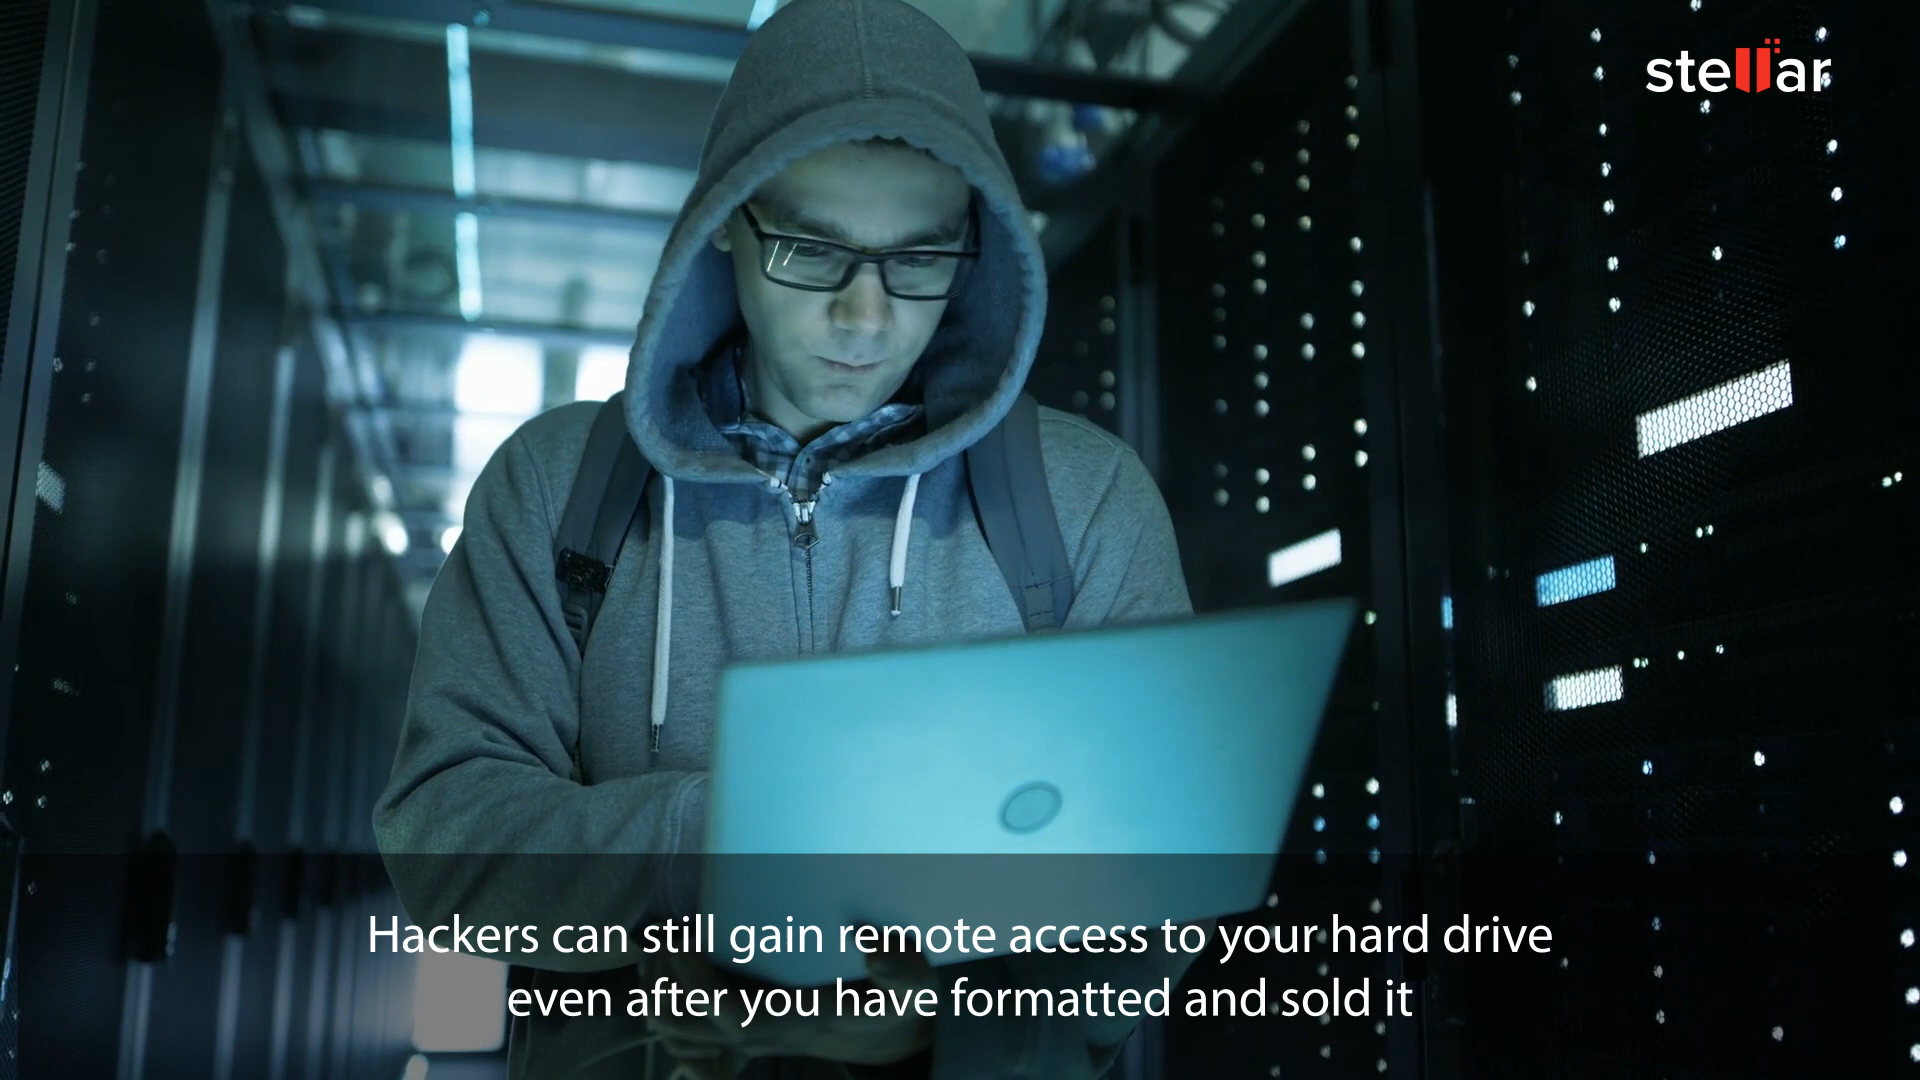 stellar
Hackers can still gain remote access to your hard drive
even after you have formatted and sold it